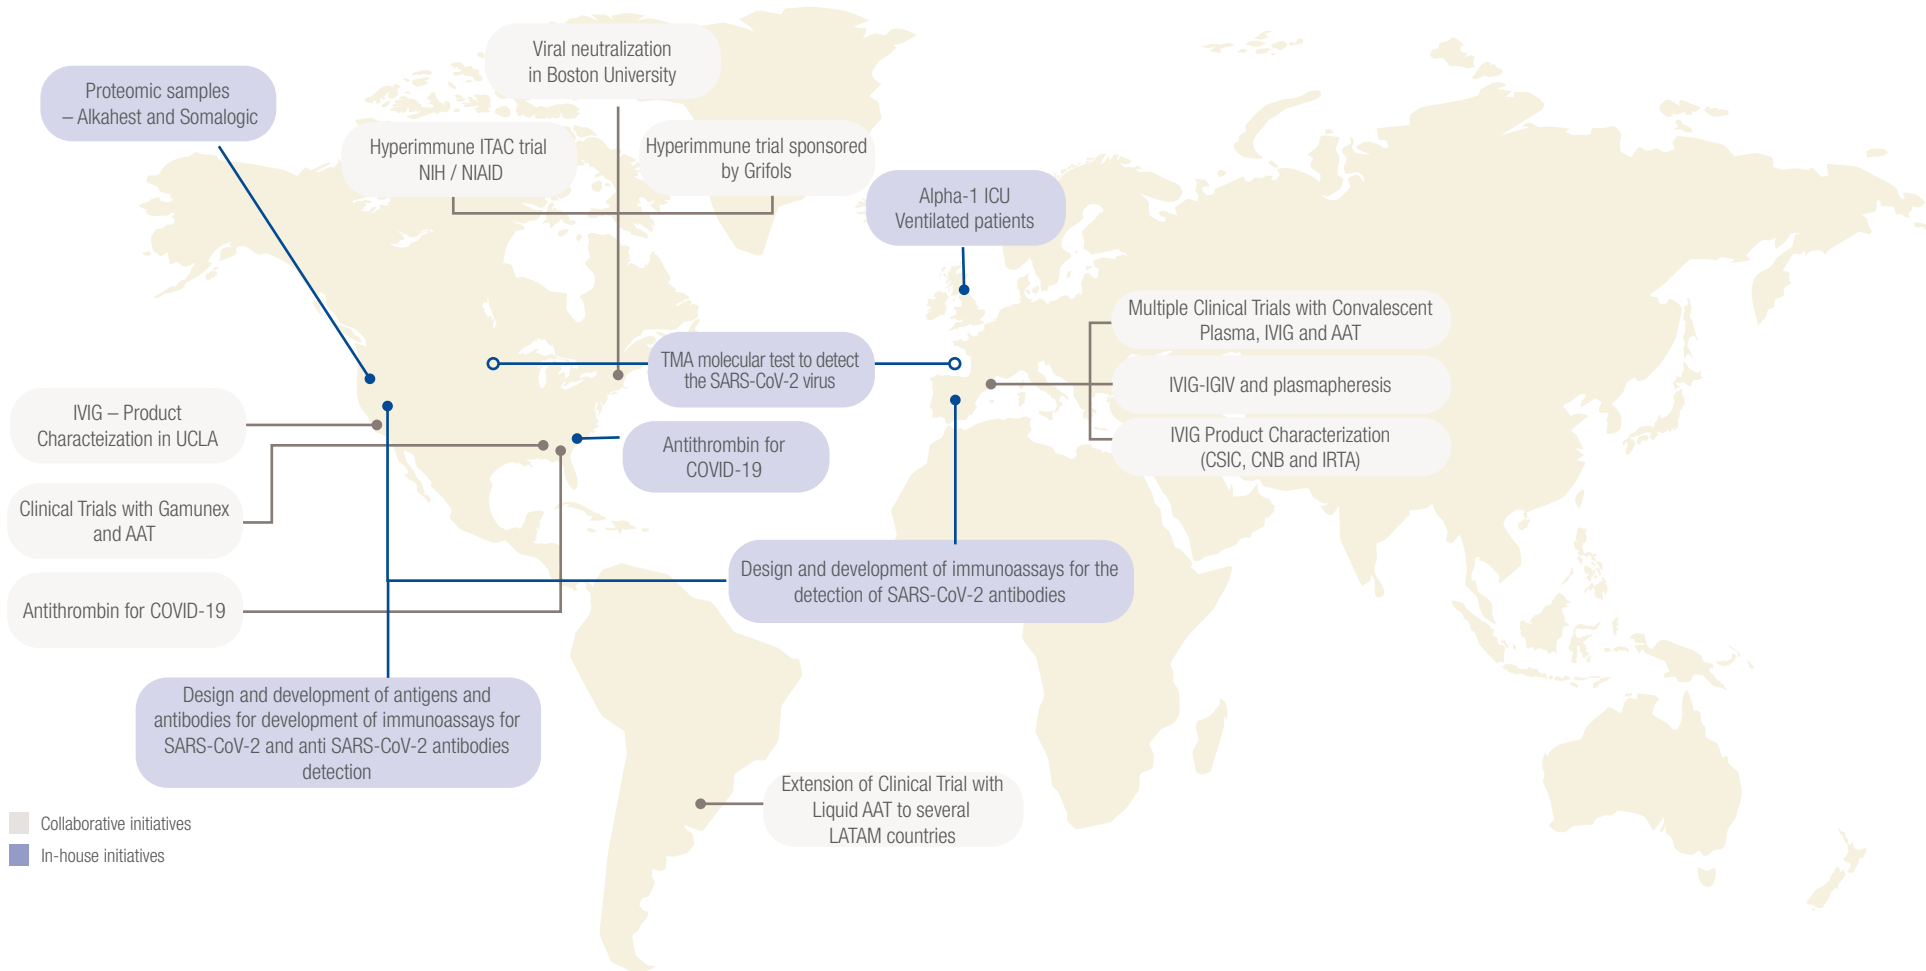 Viral neutralization
in Boston University
Proteomic samples
– Alkahest and Somalogic
Hyperimmune ITAC trial
NIH / NIAID
Hyperimmune trial sponsored
by Grifols
Alpha-1 ICU
Ventilated patients
Multiple Clinical Trials with Convalescent
Plasma, IVIG and AAT
TMA molecular test to detect
the SARS-CoV-2 virus
IVIG-IGIV and plasmapheresis
IVIG – Product
Characteization in UCLA
Antithrombin for
COVID-19
IVIG Product Characterization
(CSIC, CNB and IRTA)
Clinical Trials with Gamunex
and AAT
Design and development of immunoassays for the
detection of SARS-CoV-2 antibodies
Antithrombin for COVID-19
Design and development of antigens and
antibodies for development of immunoassays for
SARS-CoV-2 and anti SARS-CoV-2 antibodies
detection
Extension of Clinical Trial with
Liquid AAT to several
LATAM countries
Collaborative initiatives
In-house initiatives